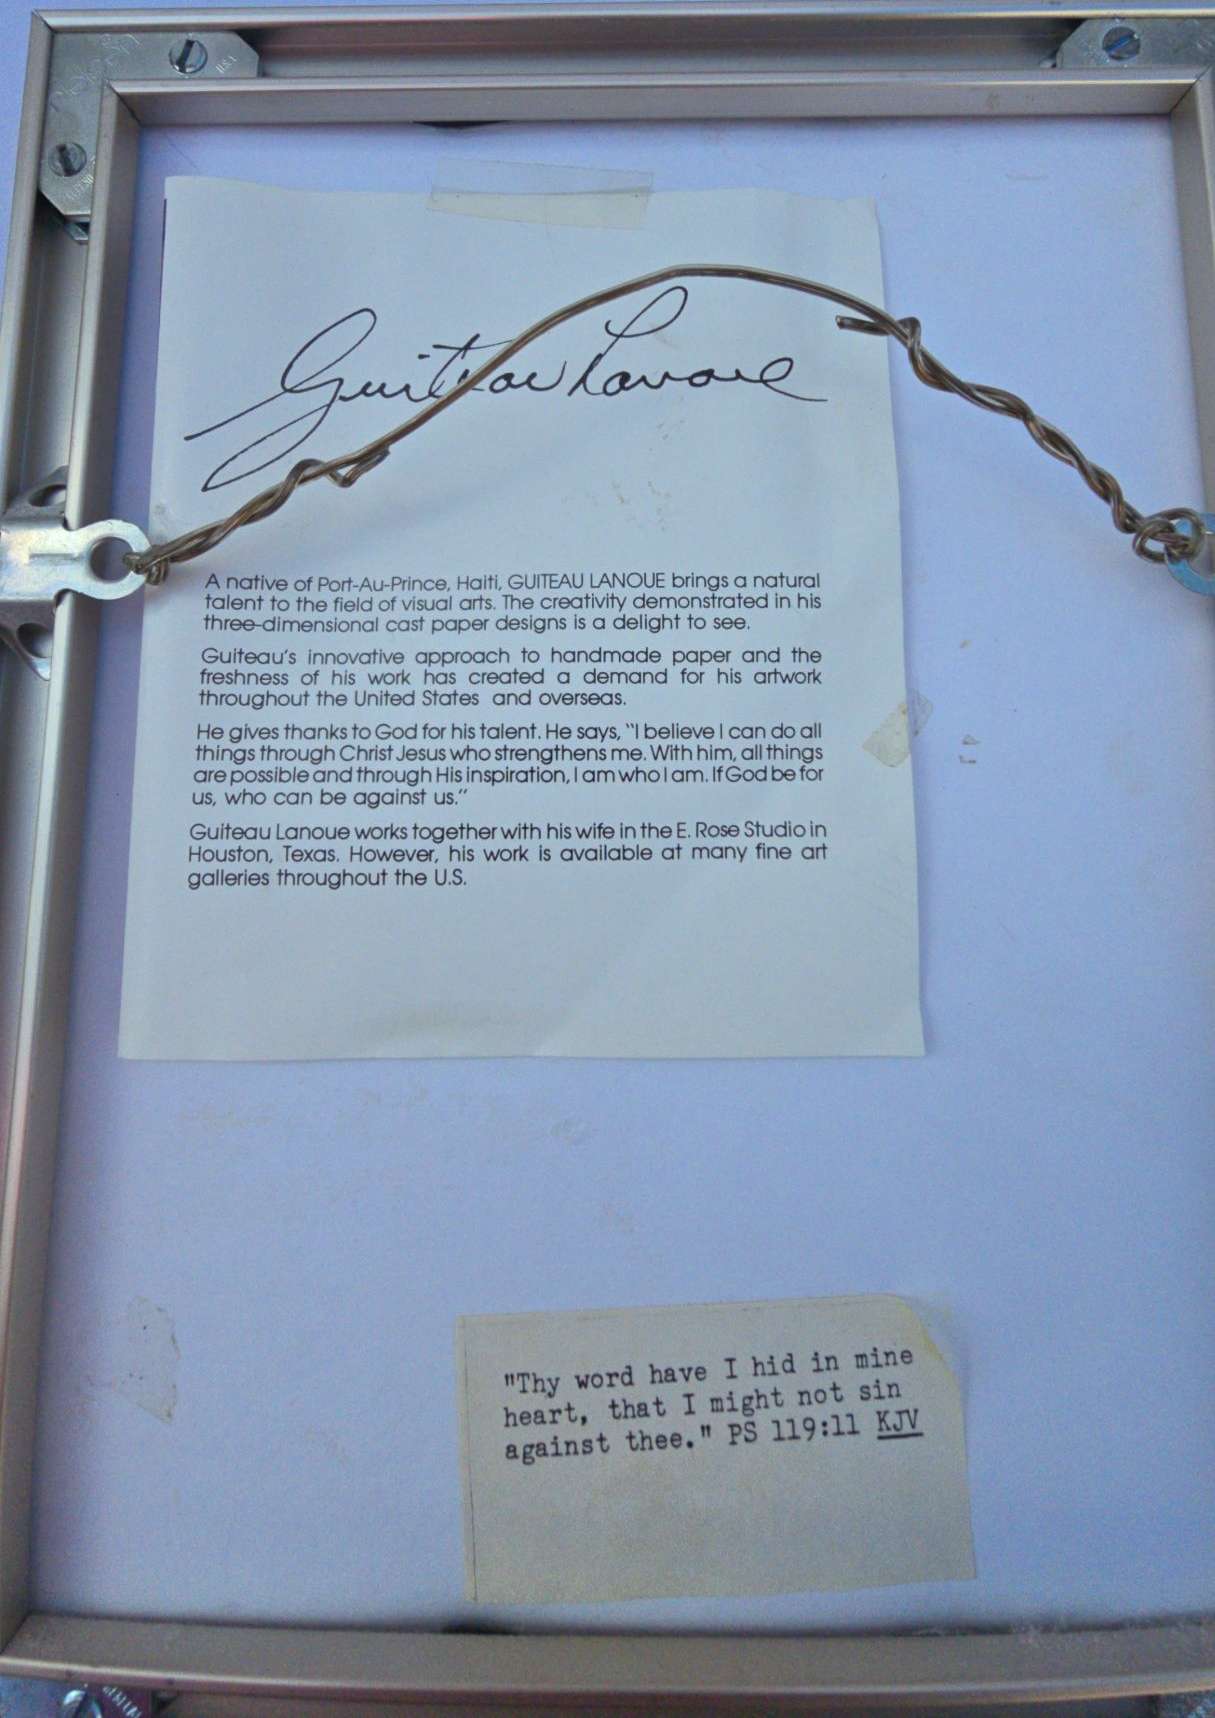 Guiteau Lanoue
A native of Port-Au-Prince, Haiti, GUITEAU LANOUE brings a natural
talent to the field of visual arts. The creativity demonstrated in his
three-dimensional cast paper designs is a delight to see.
Guiteau's innovative approach to handmade paper and the
freshness of his work has created a demand for his artwork
throughout the United States and overseas.
He gives thanks to God for his talent. He says, "I believe I can do all
things through Christ Jesus who strengthens me. With him, all things
are possible and through His inspiration, I am who I am. If God be for
us, who can be against us."
Guiteau Lanoue works together with his wife in the E. Rose Studio in
Houston, Texas. However, his work is available at many fine art
galleries throughout the U.S.
"Thy word have I hid in mine
heart, that I might not sin
against thee." PS 119:11 KJV